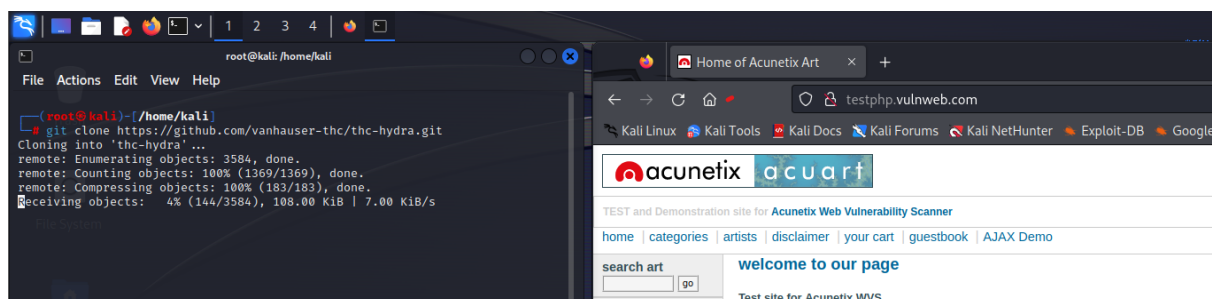 1 2 3 4
root@kali: /home/kali
File Actions Edit View Help
(root㉿kali)-[/home/kali]
# git clone https://github.com/vanhauser-thc/thc-hydra.git
Cloning into 'thc-hydra'...
remote: Enumerating objects: 3584, done.
remote: Counting objects: 100% (1369/1369), done.
remote: Compressing objects: 100% (183/183), done.
Receiving objects: 4% (144/3584), 108.00 KiB | 7.00 KiB/s
File System
Home of Acunetix Art
testphp.vulnweb.com
Kali Linux Kali Tools Kali Docs Kali Forums Kali NetHunter Exploit-DB Google
acunetix acuart
TEST and Demonstration site for Acunetix Web Vulnerability Scanner
home | categories | artists | disclaimer | your cart | guestbook | AJAX Demo
search art
go
welcome to our page
Test site for Acunetix WVS